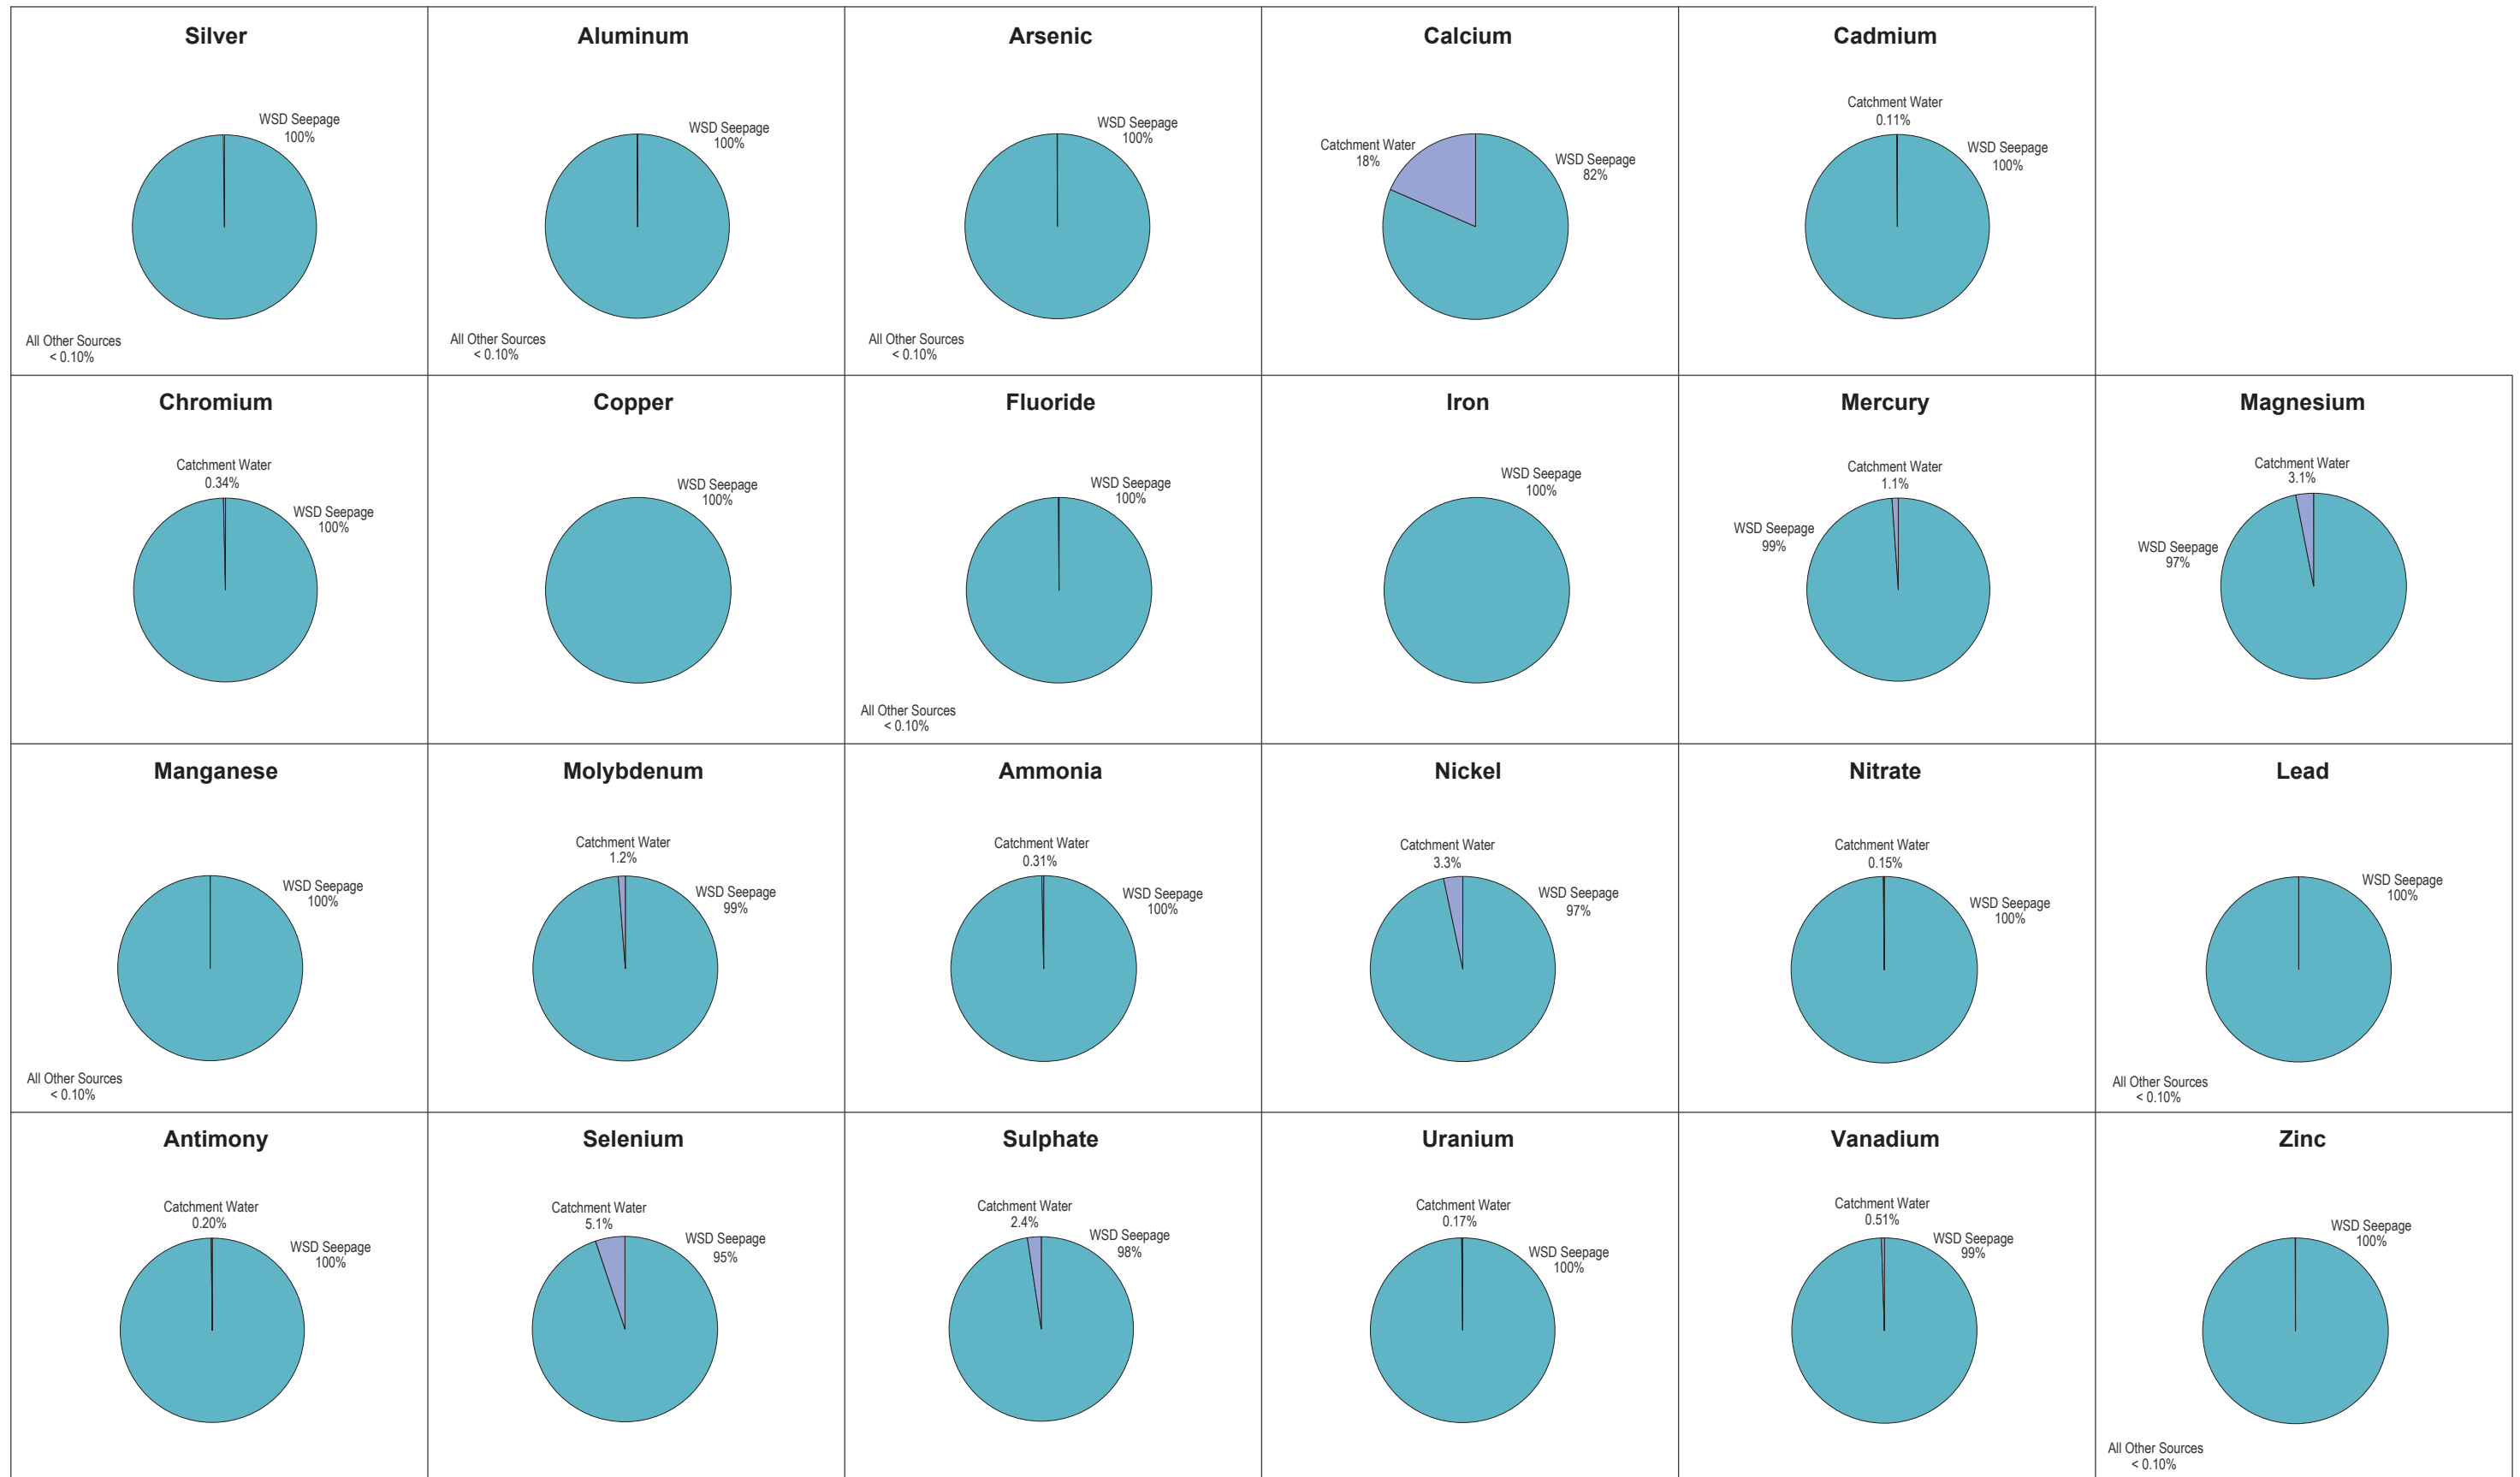 Silver
WSD Seepage
100%
All Other Sources
< 0.10%
Aluminum
WSD Seepage
100%
All Other Sources
< 0.10%
Arsenic
WSD Seepage
100%
All Other Sources
< 0.10%
Calcium
Catchment Water
18%
WSD Seepage
82%
Cadmium
Catchment Water
0.11%
WSD Seepage
100%
Chromium
Catchment Water
0.34%
WSD Seepage
100%
Copper
WSD Seepage
100%
Fluoride
WSD Seepage
100%
All Other Sources
< 0.10%
Iron
WSD Seepage
100%
Mercury
Catchment Water
1.1%
WSD Seepage
99%
Magnesium
Catchment Water
3.1%
WSD Seepage
97%
Manganese
WSD Seepage
100%
All Other Sources
< 0.10%
Molybdenum
Catchment Water
1.2%
WSD Seepage
99%
Ammonia
Catchment Water
0.31%
WSD Seepage
100%
Nickel
Catchment Water
3.3%
WSD Seepage
97%
Nitrate
Catchment Water
0.15%
WSD Seepage
100%
Lead
WSD Seepage
100%
All Other Sources
< 0.10%
Antimony
Catchment Water
0.20%
WSD Seepage
100%
Selenium
Catchment Water
5.1%
WSD Seepage
95%
Sulphate
Catchment Water
2.4%
WSD Seepage
98%
Uranium
Catchment Water
0.17%
WSD Seepage
100%
Vanadium
Catchment Water
0.51%
WSD Seepage
99%
Zinc
WSD Seepage
100%
All Other Sources
< 0.10%